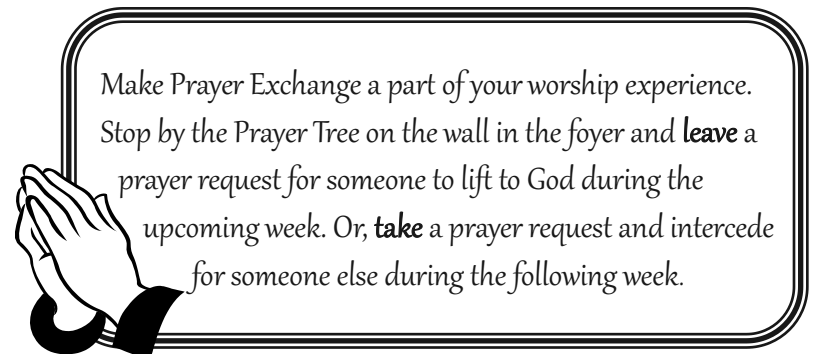 Make Prayer Exchange a part of your worship experience.
Stop by the Prayer Tree on the wall in the foyer and leave a
prayer request for someone to lift to God during the
upcoming week. Or, take a prayer request and intercede
for someone else during the following week.